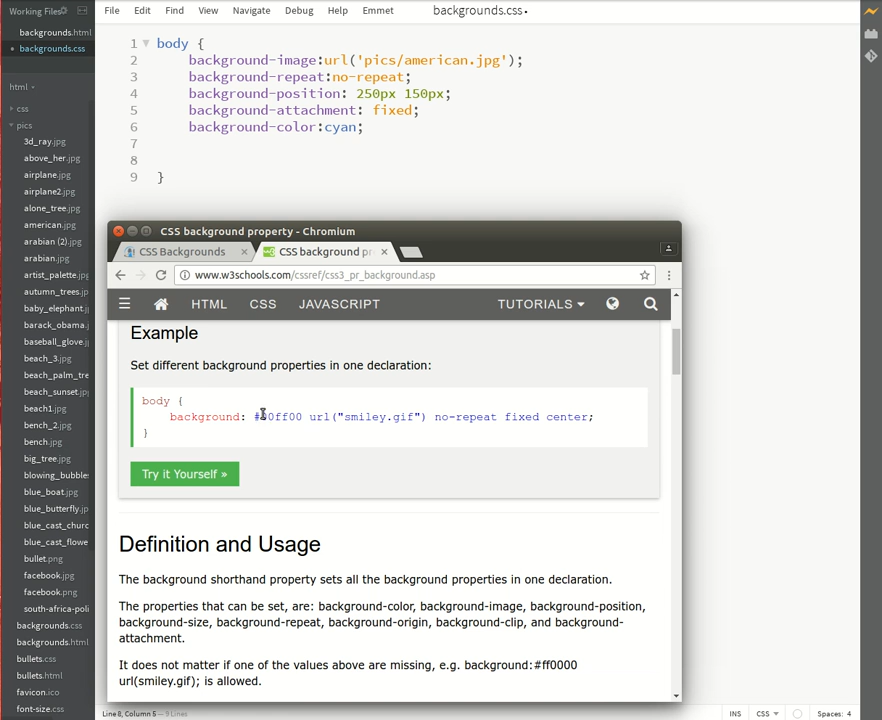 Working Files
File Edit Find View Navigate Debug Help Emmet
backgrounds.css •
backgrounds.html
• backgrounds.css
html
css
pics
3d_ray.jpg
above_her.jpg
airplane.jpg
airplane2.jpg
alone_tree.jpg
american.jpg
arabian (2).jpg
arabian.jpg
artist_palette.jpg
autumn_trees.jp
baby_elephant.j
barack_obama.
baseball_glove.j
beach_3.jpg
beach_palm_tre
beach_sunset.jp
beach1.jpg
bench_2.jpg
bench.jpg
big_tree.jpg
blowing_bubble
blue_boat.jpg
blue_butterfly.jp
blue_cast_churc
blue_cast_flowe
bullet.png
facebook.jpg
facebook.png
south-africa-poli
backgrounds.css
backgrounds.html
bullets.css
bullets.html
favicon.ico
font-size.css
1 body {
2 background-image:url('pics/american.jpg');
3 background-repeat:no-repeat;
4 background-position: 250px 150px;
5 background-attachment: fixed;
6 background-color:cyan;
7
8
9 }
CSS background property - Chromium
CSS Backgrounds × CSS background pr ×
www.w3schools.com/cssref/css3_pr_background.asp
HTML CSS JAVASCRIPT TUTORIALS
Example
Set different background properties in one declaration:
body {
background: #00ff00 url("smiley.gif") no-repeat fixed center;
}
Try it Yourself »
Definition and Usage
The background shorthand property sets all the background properties in one declaration.
The properties that can be set, are: background-color, background-image, background-position,
background-size, background-repeat, background-origin, background-clip, and background-
attachment.
It does not matter if one of the values above are missing, e.g. background:#ff0000
url(smiley.gif); is allowed.
Line 8, Column 5 — 9 Lines
INS CSS Spaces: 4